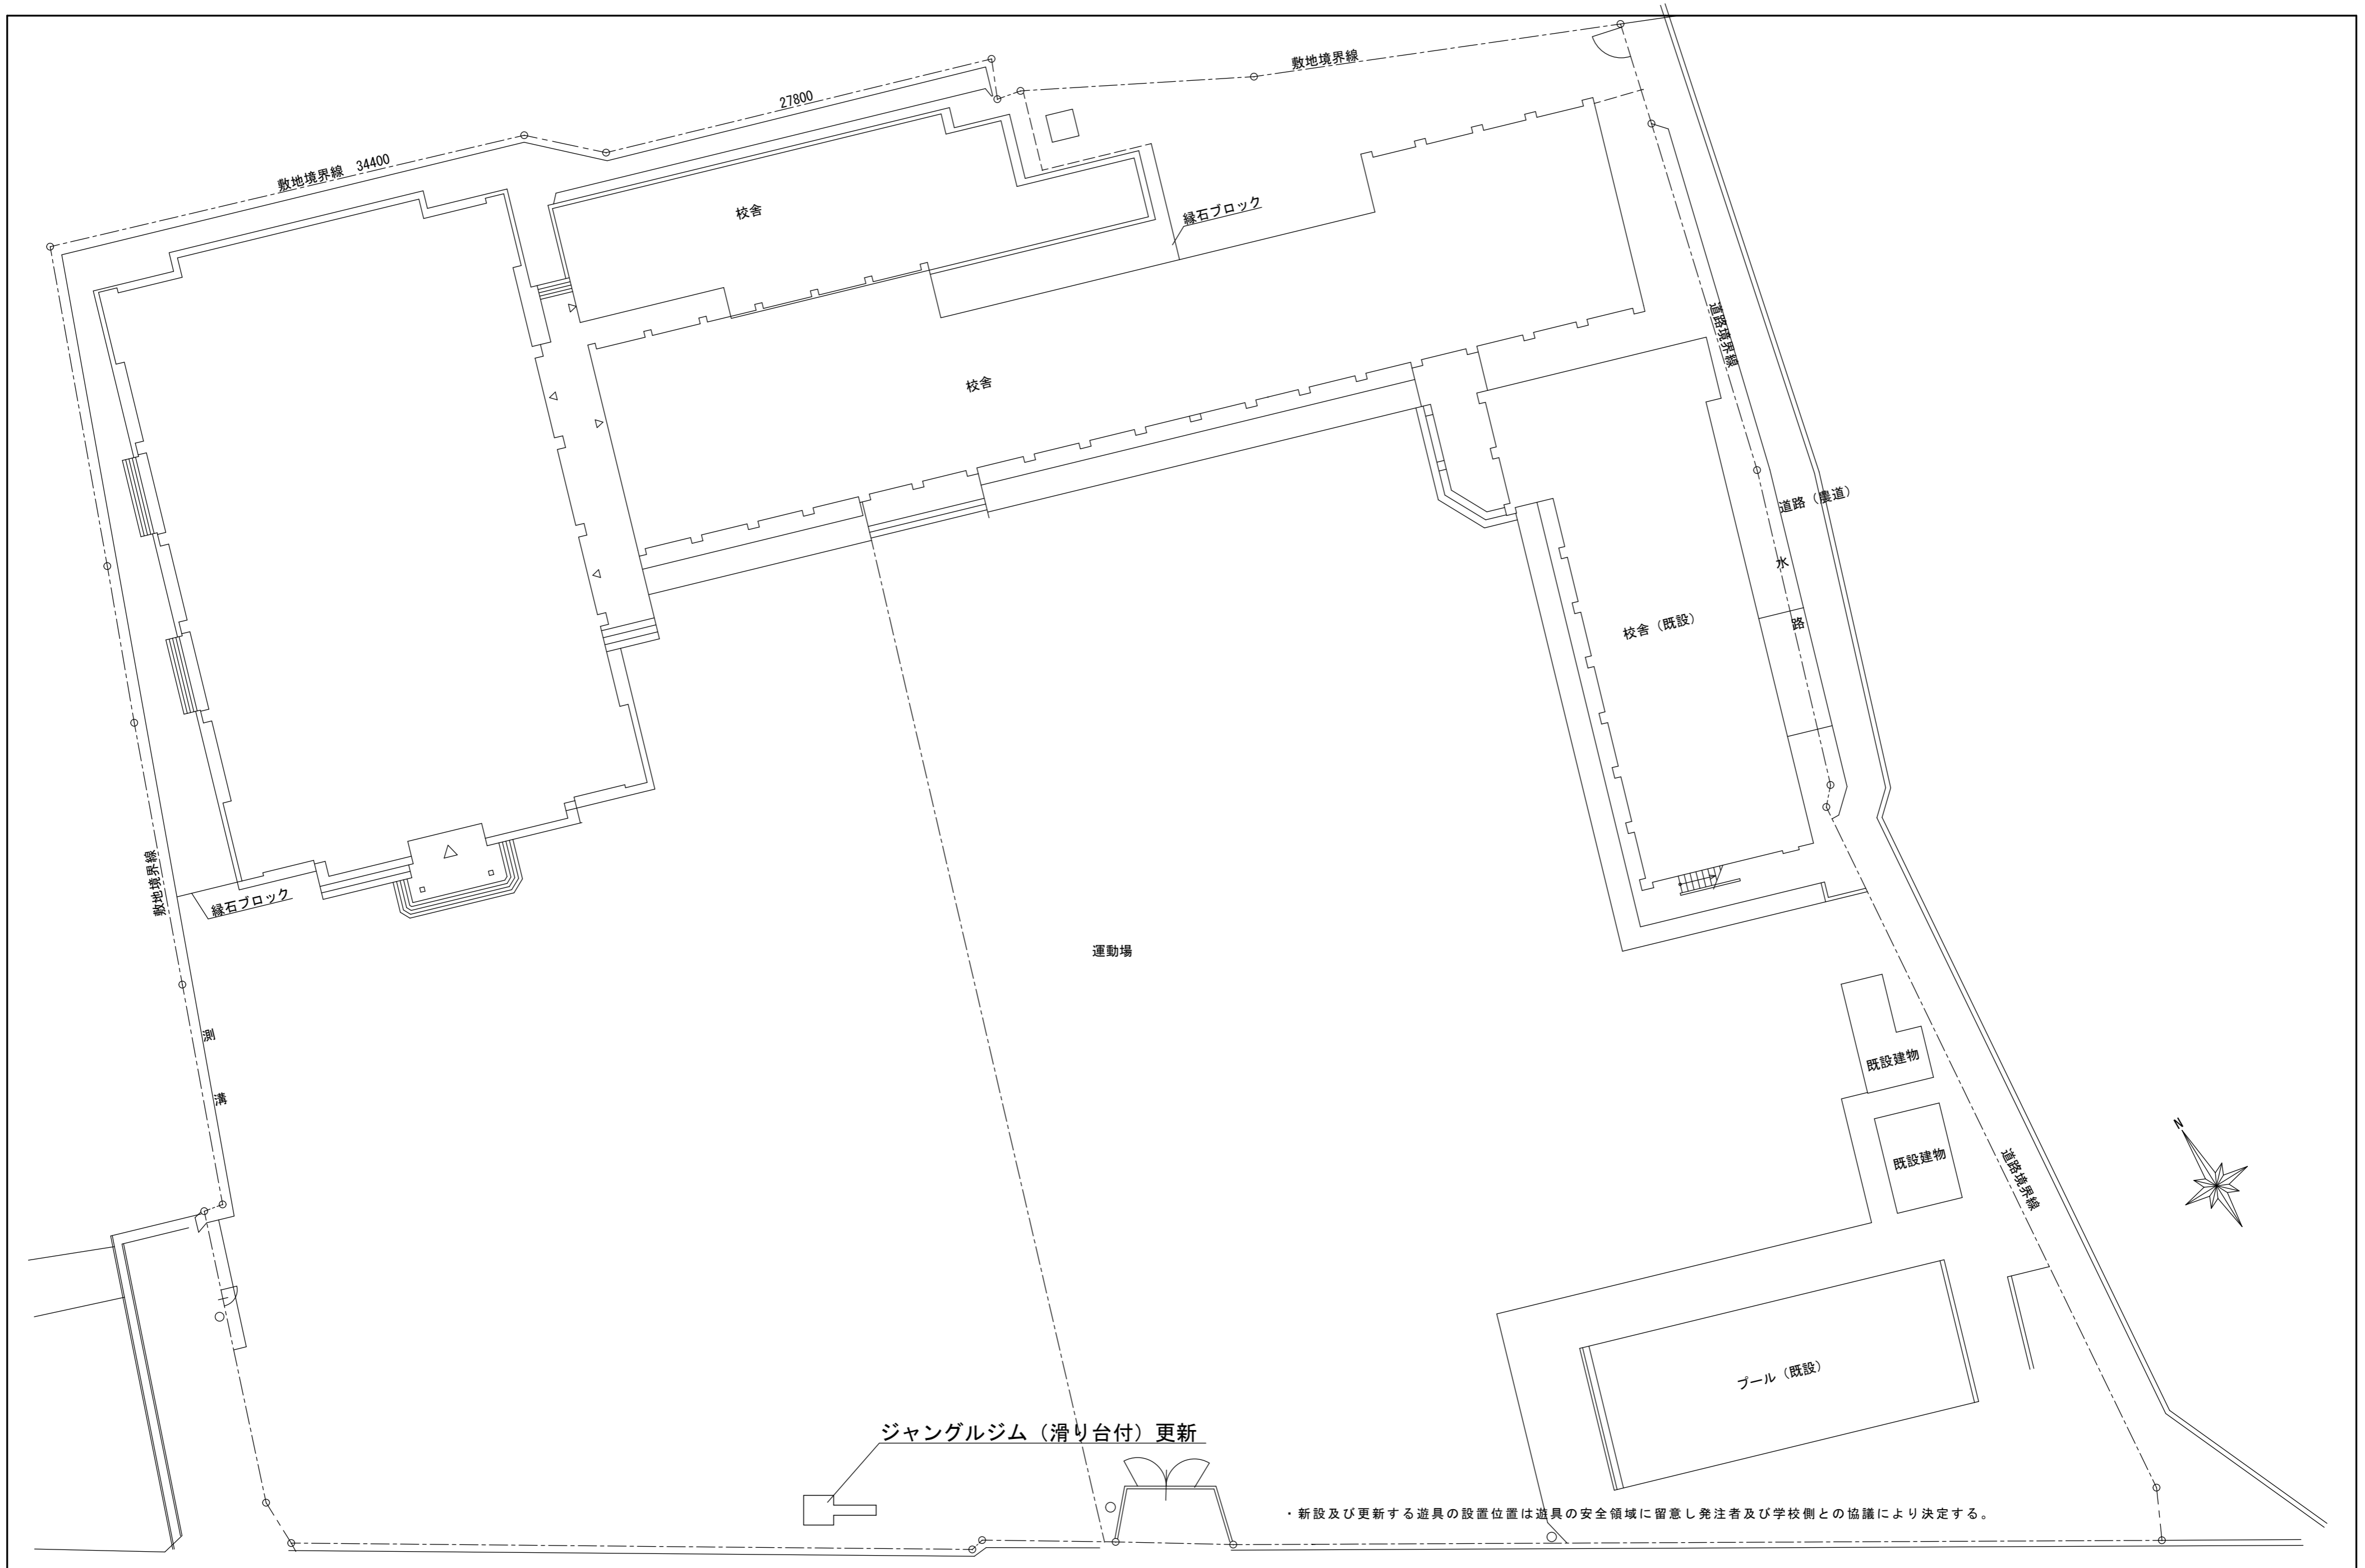 敷地境界線
27800
敷地境界線 34400
校舎
縁石ブロック
道路境界線
校舎
道路（農道）
水
路
校舎（既設）
敷地境界線
縁石ブロック
運動場
測
溝
既設建物
N
既設建物
道路境界線
プール（既設）
ジャングルジム（滑り台付）更新
・新設及び更新する遊具の設置位置は遊具の安全領域に留意し発注者及び学校側との協議により決定する。